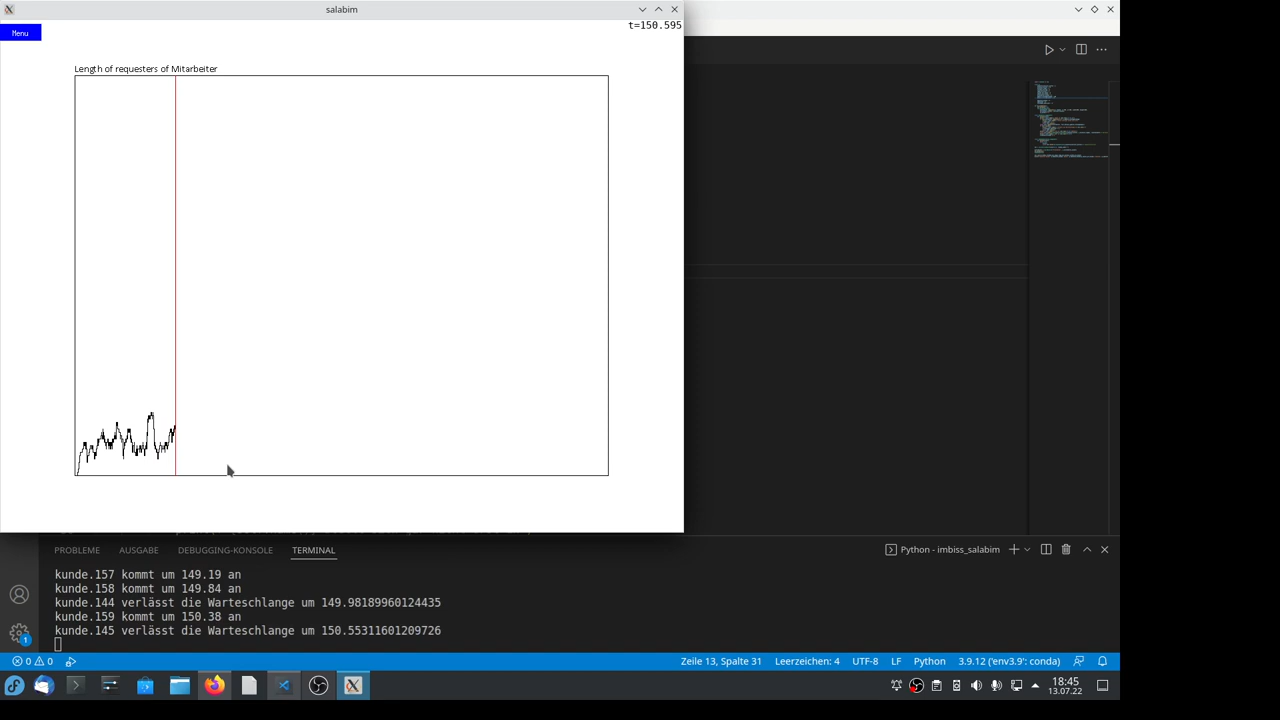 salabim
t=150.595
Menu
Length of requesters of Mitarbeiter
PROBLEME AUSGABE DEBUGGING-KONSOLE TERMINAL
Python - imbiss_salabim
kunde.157 kommt um 149.19 an
kunde.158 kommt um 149.84 an
kunde.144 verlässt die Warteschlange um 149.98189960124435
kunde.159 kommt um 150.38 an
kunde.145 verlässt die Warteschlange um 150.55311601209726
1
0 0
Zeile 13, Spalte 31 Leerzeichen: 4 UTF-8 LF Python 3.9.12 ('env3.9': conda)
18:45
13.07.22